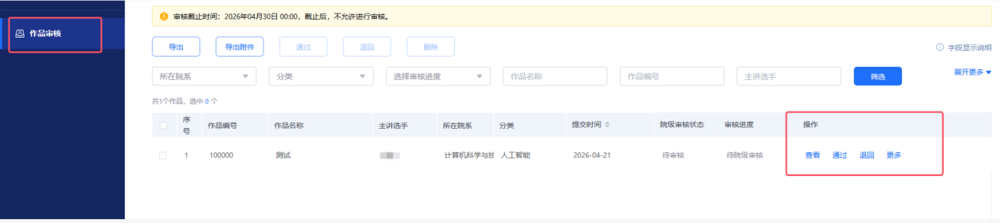 作品审核
审核截止时间：2026年04月30日 00:00，截止后，不允许进行审核。
导出 导出附件 通过 退回 删除 字段显示说明
所在院系 分类 选择审核进度 作品名称 作品编号 主讲选手 筛选 展开更多
共1个作品，选中 0 个
序号 作品编号 作品名称 主讲选手 所在院系 分类 提交时间 院级审核状态 审核进度 操作
1 100000 测试 计算机科学与技 人工智能 2026-04-21 待审核 待院级审核 查看 通过 退回 更多